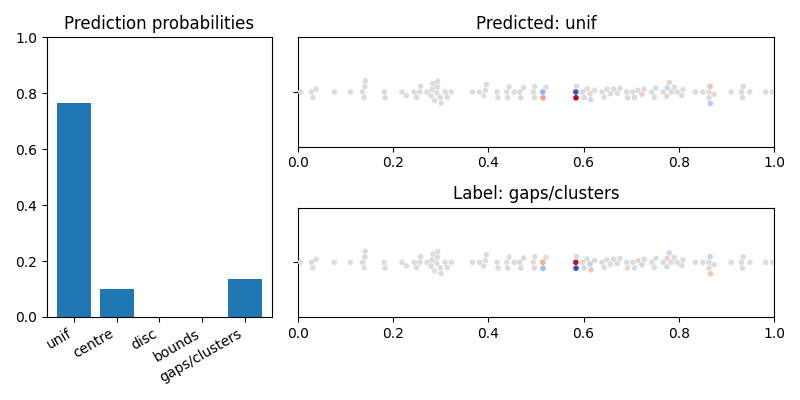 Prediction probabilities
1.0
0.8
0.6
0.4
0.2
0.0
unif
centre
disc
bounds
gaps/clusters
Predicted: unif
0.0 0.2 0.4 0.6 0.8 1.0
Label: gaps/clusters
0.0 0.2 0.4 0.6 0.8 1.0